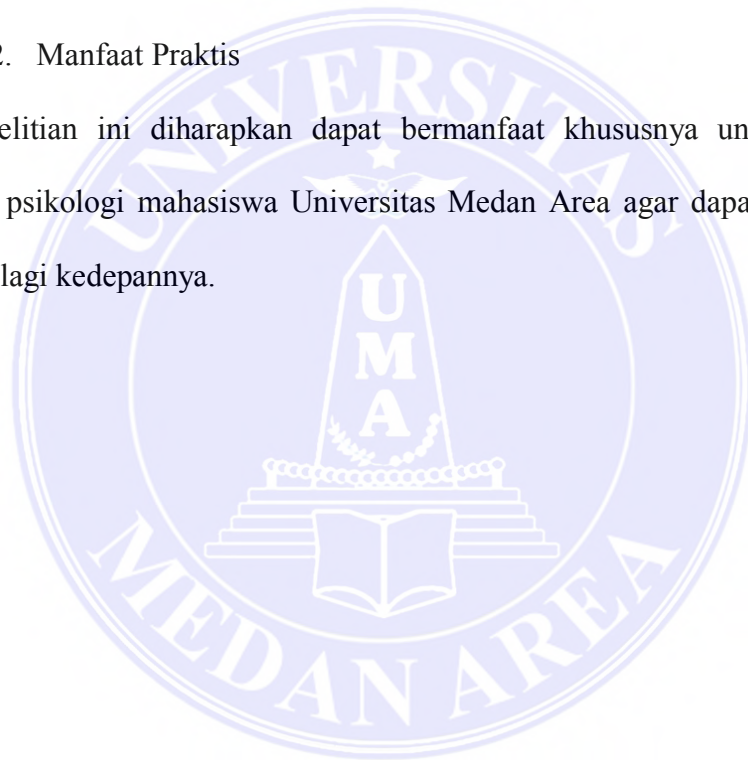 2. Manfaat Praktis
elitian ini diharapkan dapat bermanfaat khususnya un
psikologi mahasiswa Universitas Medan Area agar dapa
lagi kedepannya.
UNIVERSITAS
U
M
A
MEDAN AREA